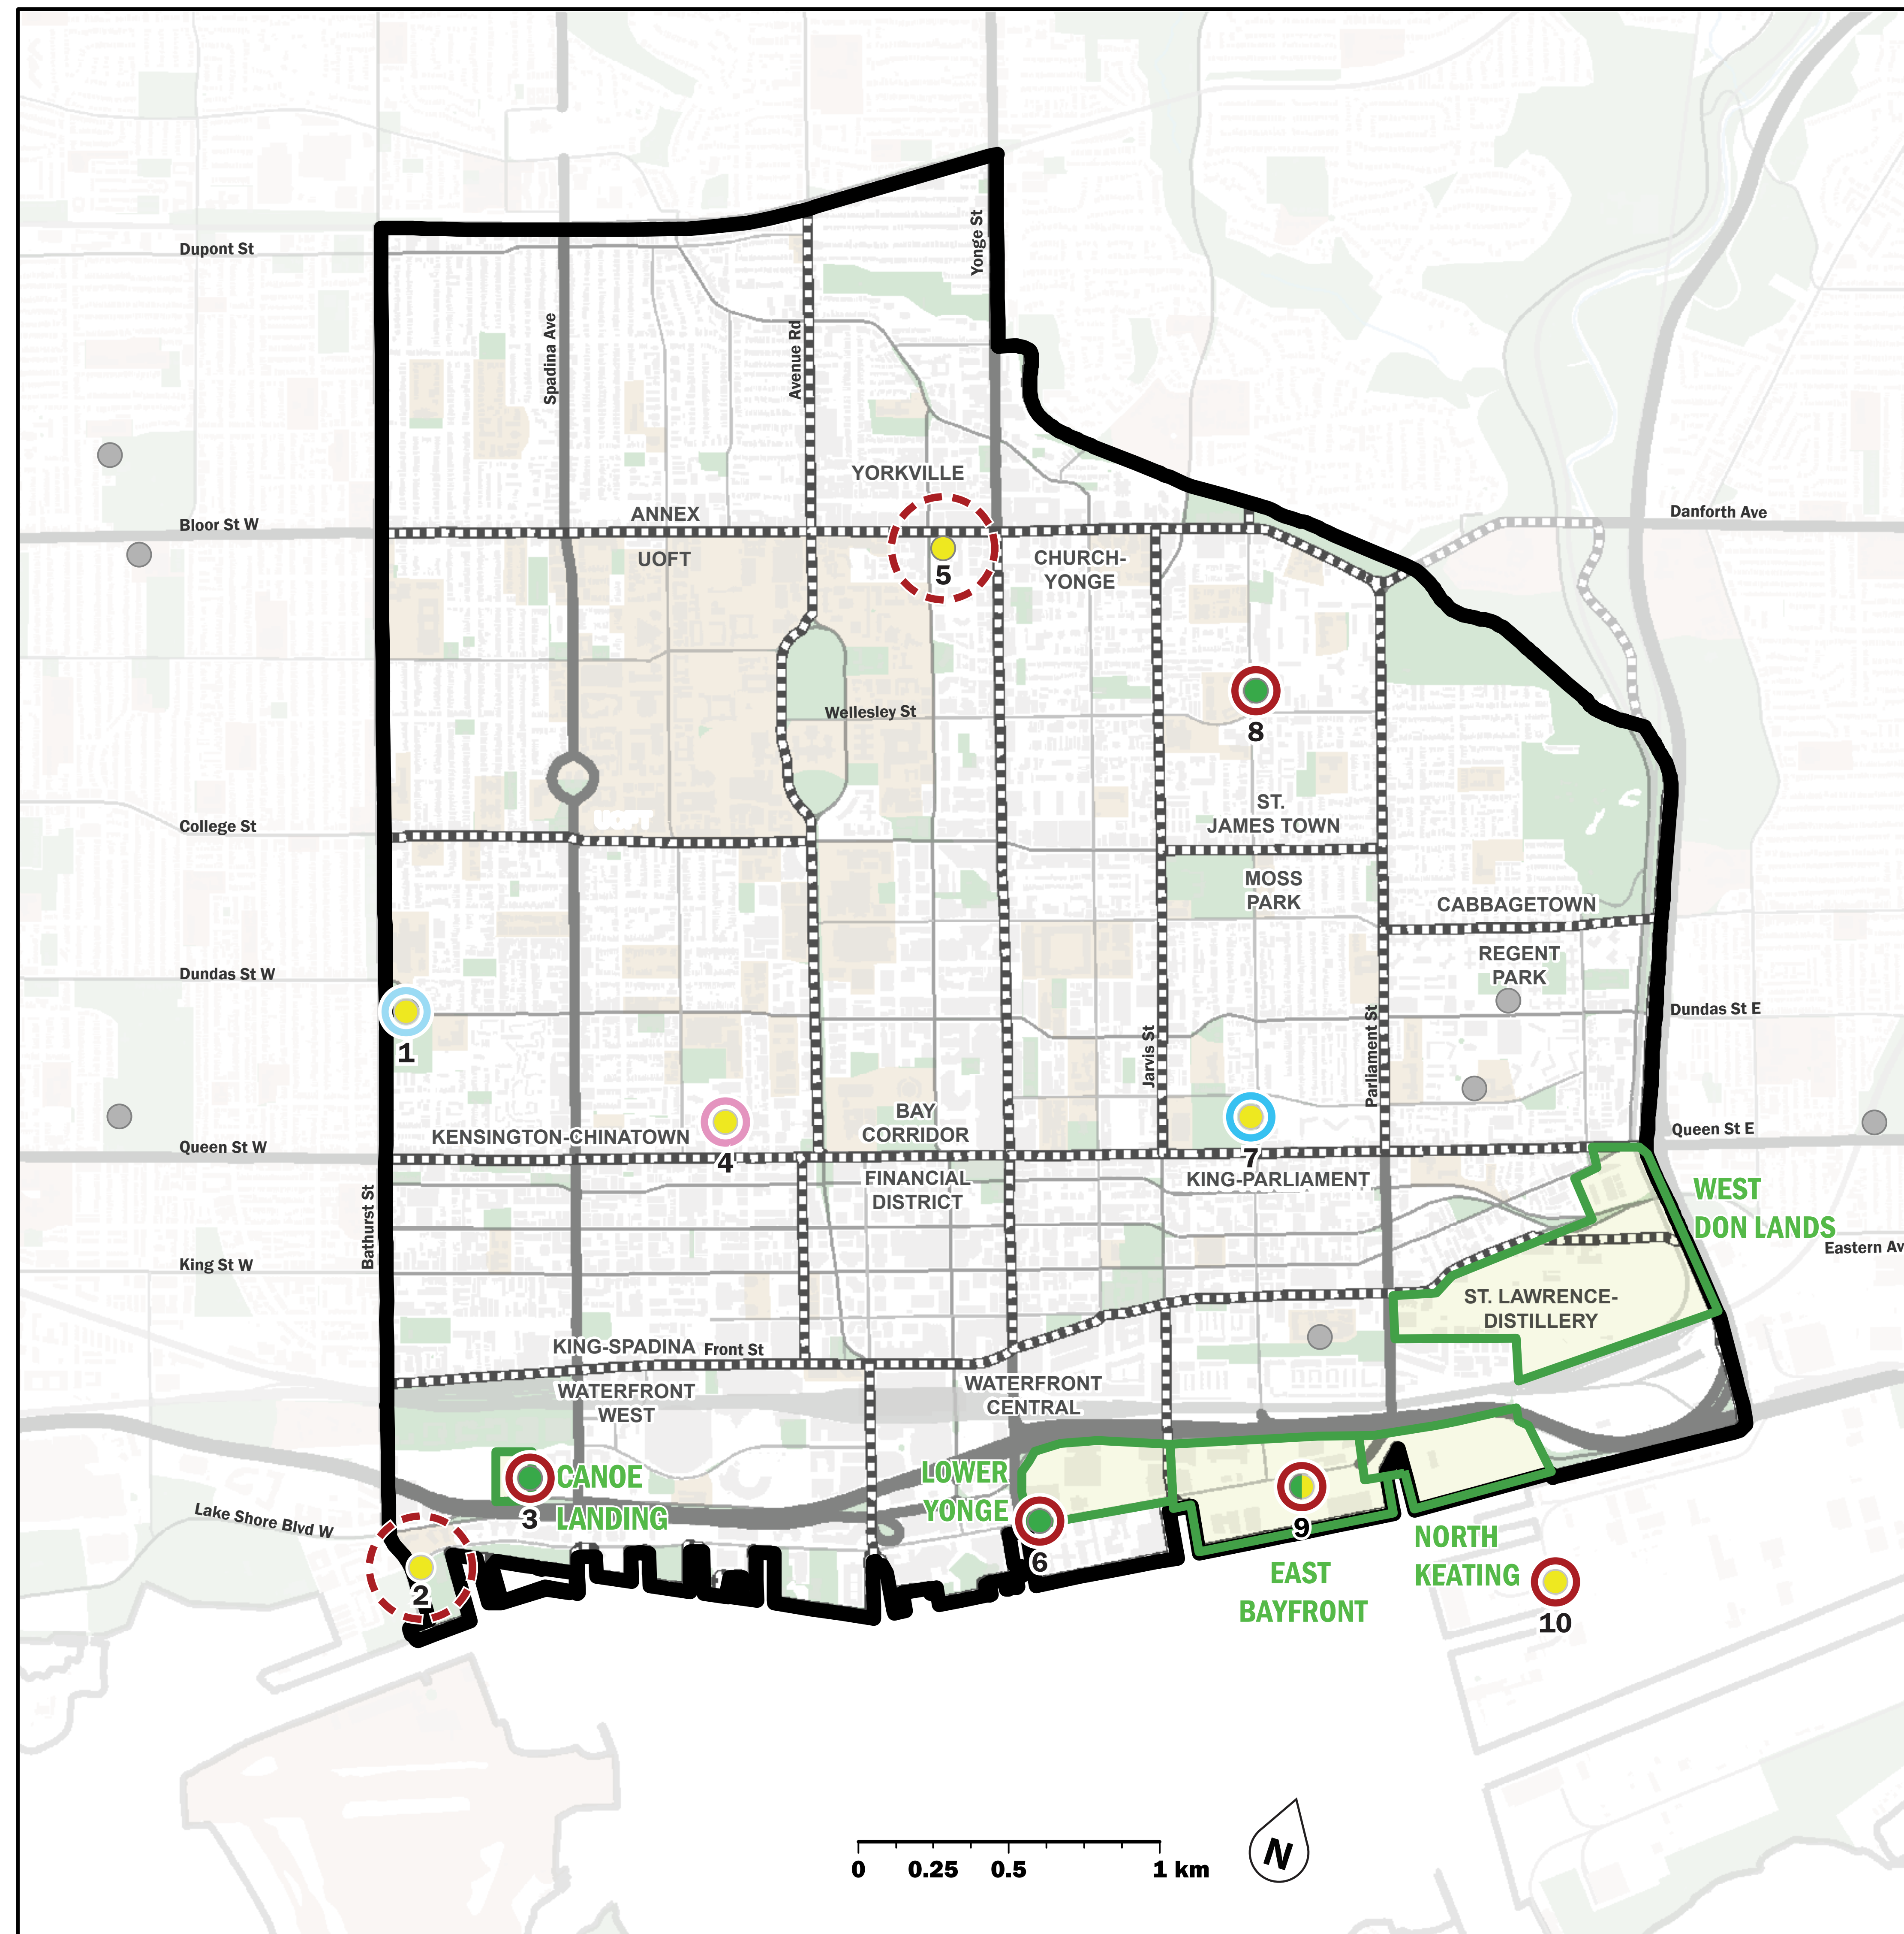 Yonge St
Dupont St
Spadina Ave
Avenue Rd
YORKVILLE
ANNEX
Bloor St W
Danforth Ave
UOFT
CHURCH-
YONGE
5
Wellesley St
8
ST.
JAMES TOWN
UOFT
College St
MOSS
PARK
CABBAGETOWN
REGENT
PARK
Dundas St W
Dundas St E
1
Jarvis St
Parliament St
BAY
CORRIDOR
KENSINGTON-CHINATOWN
Queen St W
Queen St E
4
7
FINANCIAL
DISTRICT
KING-PARLIAMENT
WEST
DON LANDS
Bathurst St
King St W
Eastern Av
ST. LAWRENCE-
DISTILLERY
KING-SPADINA
Front St
WATERFRONT
WEST
WATERFRONT
CENTRAL
CANOE
LANDING
3
LOWER
YONGE
6
9
Lake Shore Blvd W
2
NORTH
KEATING
EAST
BAYFRONT
10
0 0.25 0.5 1 km
N